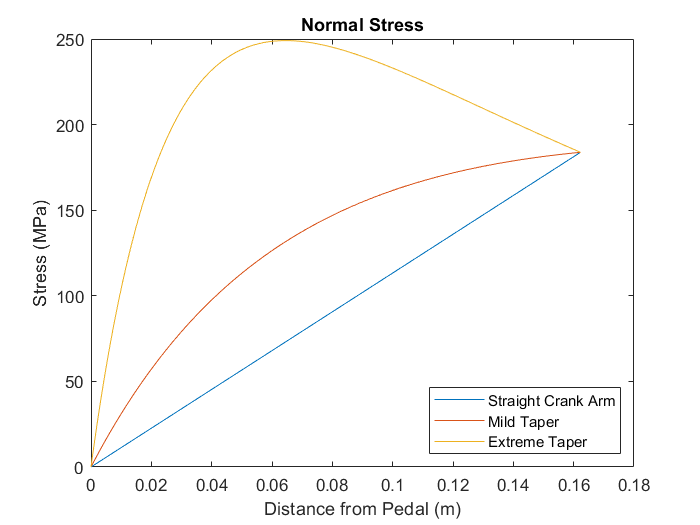 Normal Stress
250
200
150
100
50
0
Stress (MPa)
Straight Crank Arm
Mild Taper
Extreme Taper
0 0.02 0.04 0.06 0.08 0.1 0.12 0.14 0.16 0.18
Distance from Pedal (m)